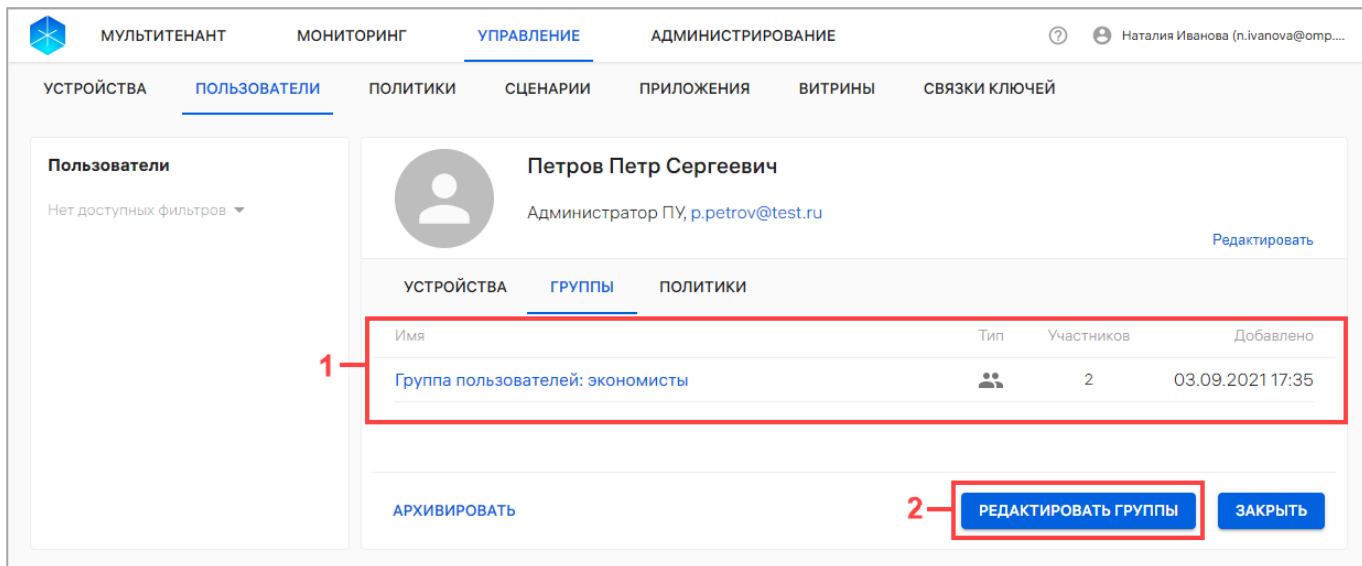 МУЛЬТИТЕНАНТ МОНИТОРИНГ УПРАВЛЕНИЕ АДМИНИСТРИРОВАНИЕ Наталия Иванова (n.ivanova@omp....
УСТРОЙСТВА ПОЛЬЗОВАТЕЛИ ПОЛИТИКИ СЦЕНАРИИ ПРИЛОЖЕНИЯ ВИТРИНЫ СВЯЗКИ КЛЮЧЕЙ
Пользователи
Нет доступных фильтров
Петров Петр Сергеевич
Администратор ПУ, p.petrov@test.ru
Редактировать
УСТРОЙСТВА ГРУППЫ ПОЛИТИКИ
1
Имя Тип Участников Добавлено
Группа пользователей: экономисты 2 03.09.2021 17:35
АРХИВИРОВАТЬ 2 РЕДАКТИРОВАТЬ ГРУППЫ ЗАКРЫТЬ